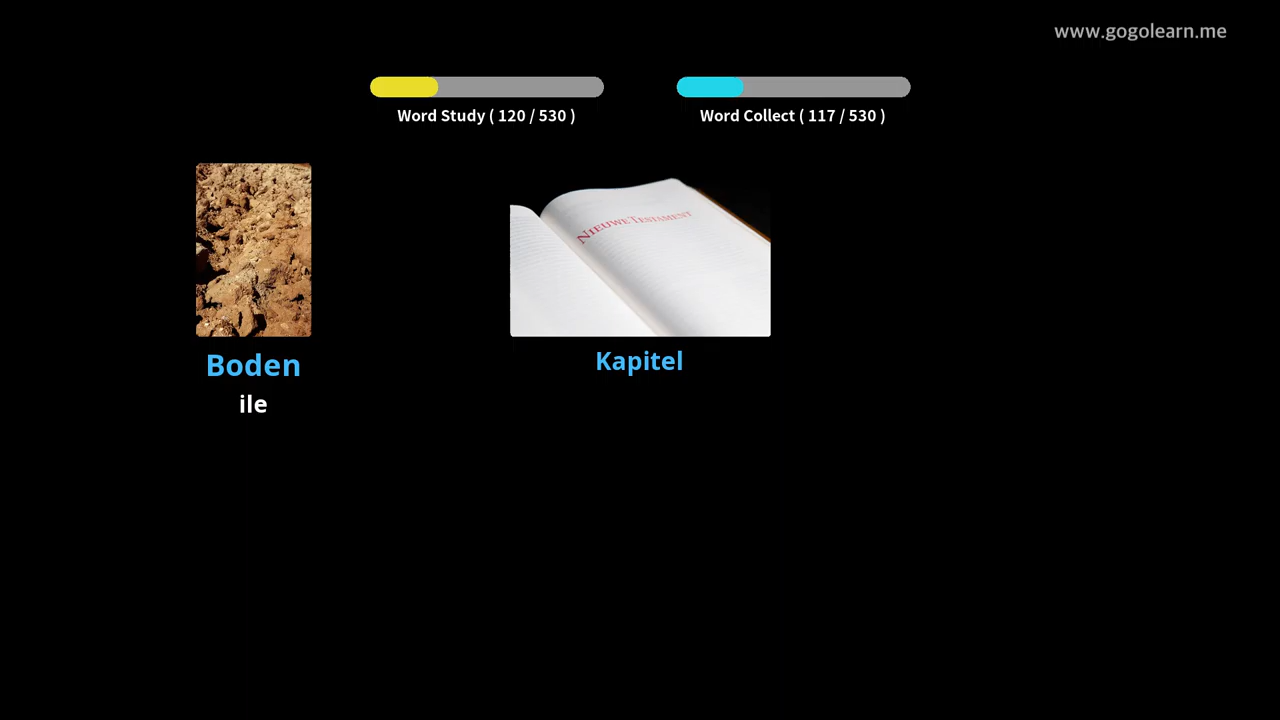 www.gogolearn.me
Word Study ( 120 / 530 )
Word Collect ( 117 / 530 )
NIEUWE TESTAMENT
Boden
Kapitel
ile